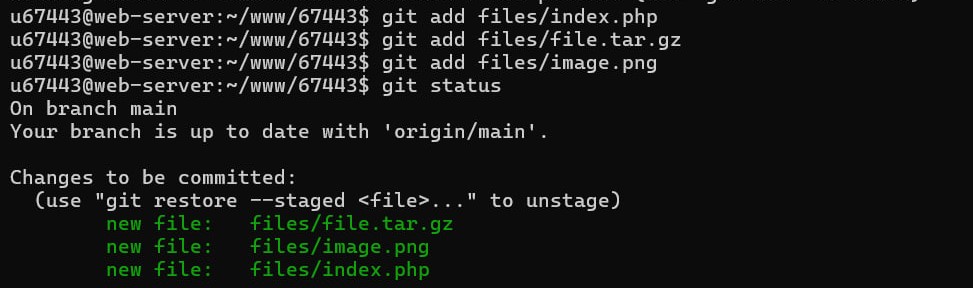 u67443@web-server:~/www/67443$ git add files/index.php
u67443@web-server:~/www/67443$ git add files/file.tar.gz
u67443@web-server:~/www/67443$ git add files/image.png
u67443@web-server:~/www/67443$ git status
On branch main
Your branch is up to date with 'origin/main'.
Changes to be committed:
(use "git restore --staged <file>..." to unstage)
new file: files/file.tar.gz
new file: files/image.png
new file: files/index.php